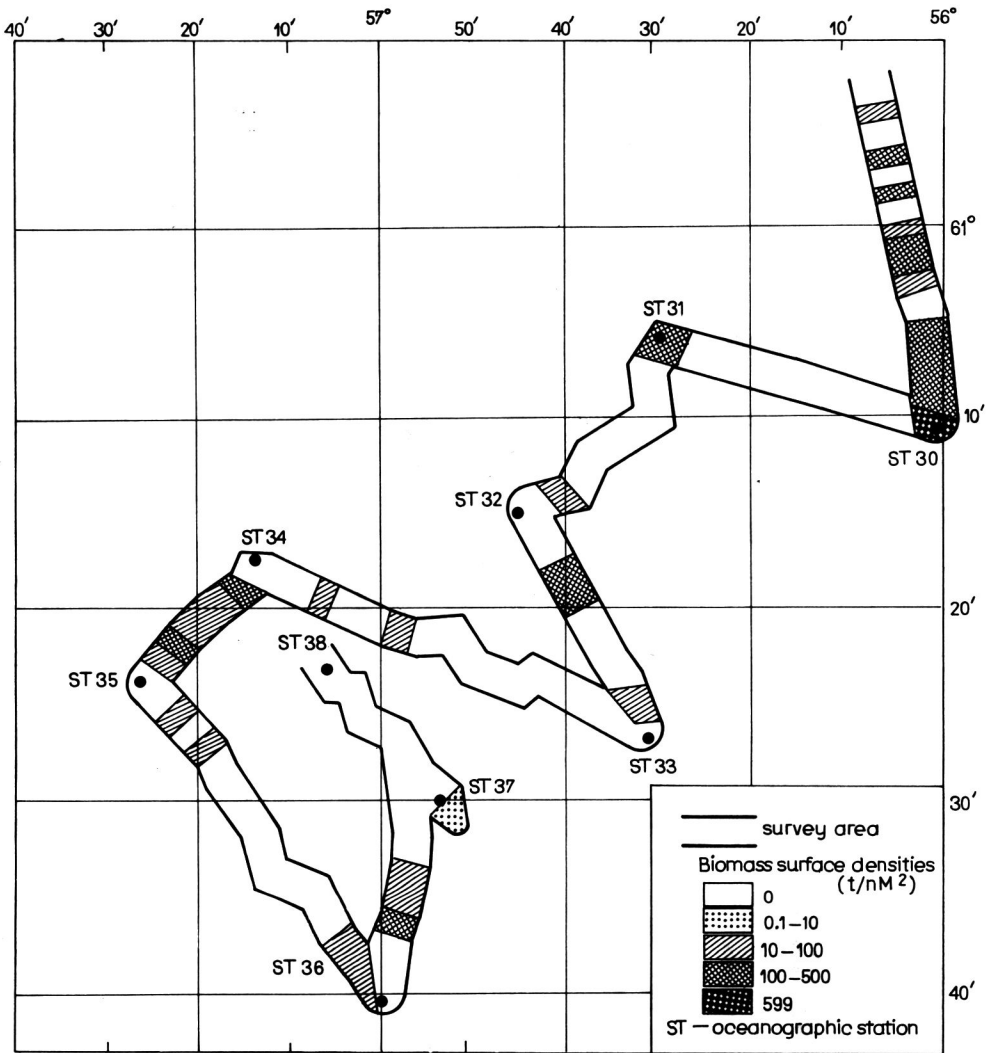 40′ 30′ 20′ 10′ 57° 50′ 40′ 30′ 20′ 10′ 56°
61°
ST 31
10′
ST 30
ST 32
ST 34
20′
ST 38
ST 35
ST 33
ST 37
30′
survey area
Biomass surface densities
(t/nM²)
0
0.1–10
10–100
ST 36
100–500
40′
599
ST – oceanographic station